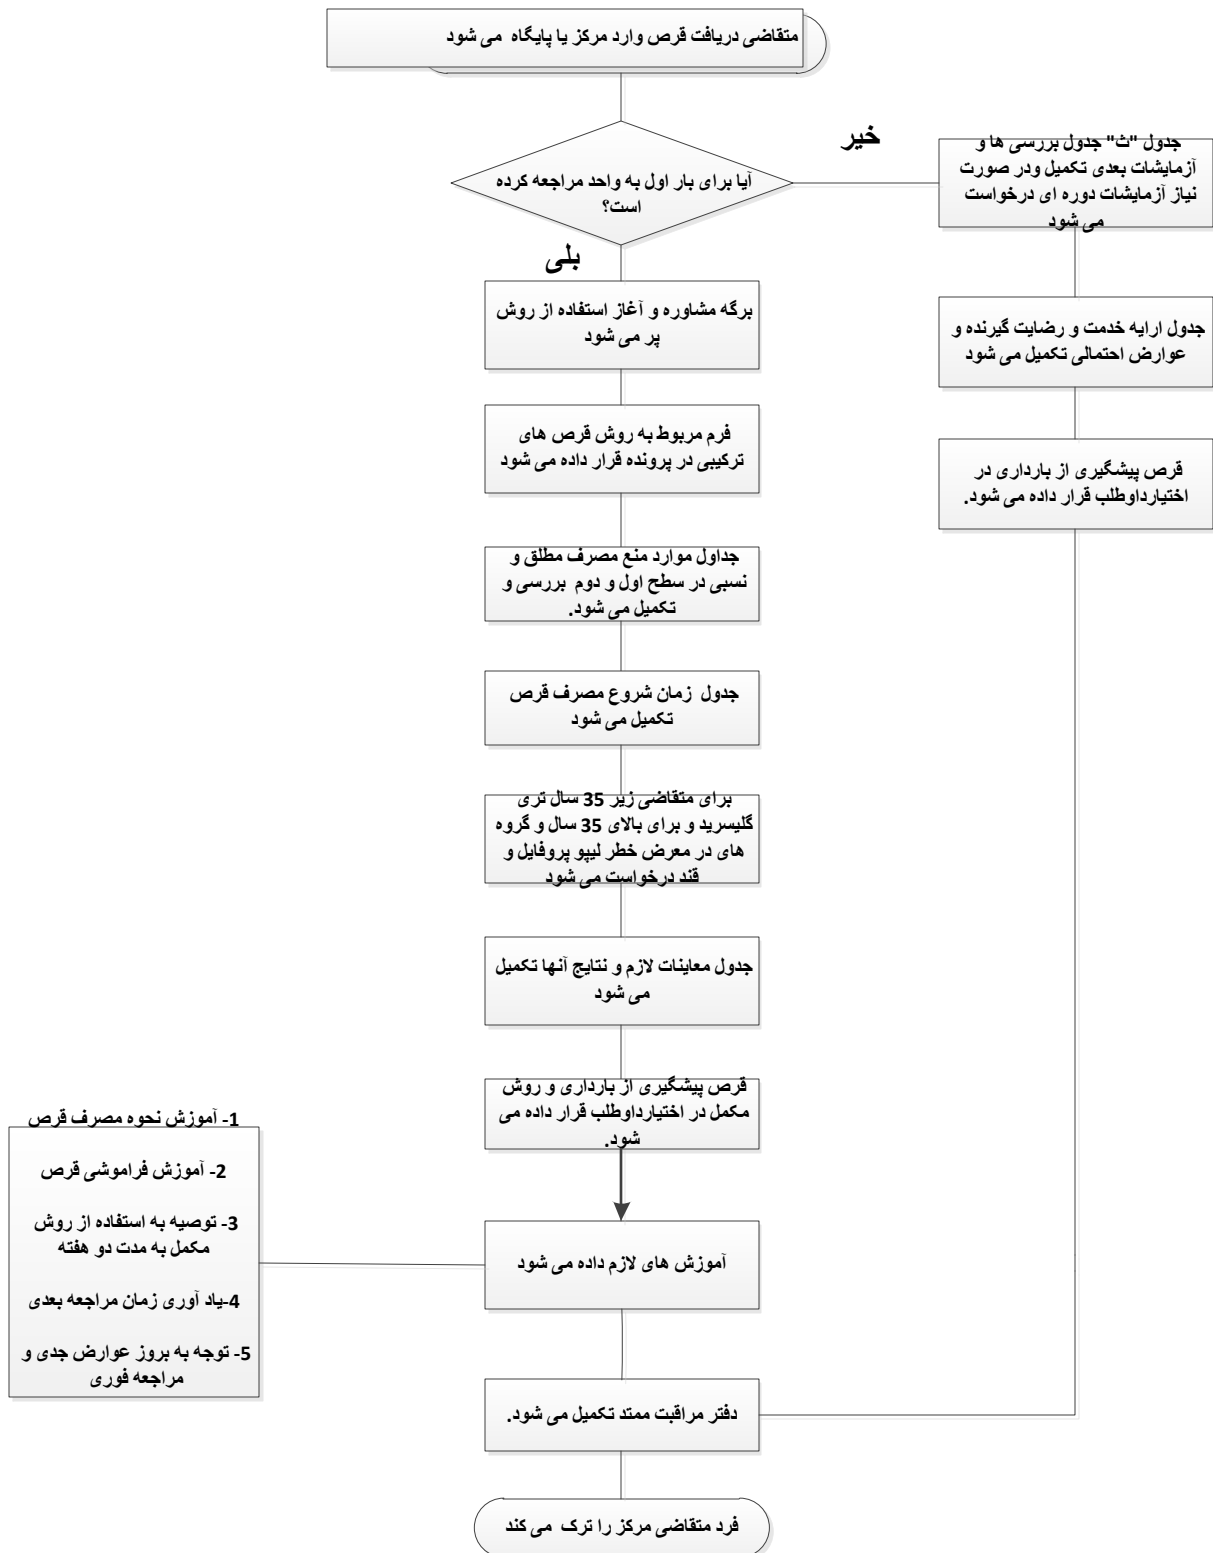 متقاضی دریافت قرص وارد مرکز یا پایگاه می شود
آیا برای بار اول به واحد مراجعه کرده
است؟
خیر
جدول "ث" جدول بررسی ها و
آزمایشات بعدی تکمیل ودر صورت
نیاز آزمایشات دوره ای درخواست
می شود
جدول ارایه خدمت و رضایت گیرنده و
عوارض احتمالی تکمیل می شود
قرص پیشگیری از بارداری در
اختیارداوطلب قرار داده می شود.
بلی
برگه مشاوره و آغاز استفاده از روش
پر می شود
فرم مربوط به روش قرص های
ترکیبی در پرونده قرار داده می شود
جداول موارد منع مصرف مطلق و
نسبی در سطح اول و دوم بررسی و
تکمیل می شود.
جدول زمان شروع مصرف قرص
تکمیل می شود
برای متقاضی زیر 35 سال تری
گلیسرید و برای بالای 35 سال و گروه
های در معرض خطر لیپو پروفایل و
قند درخواست می شود
جدول معاینات لازم و نتایج آنها تکمیل
می شود
قرص پیشگیری از بارداری و روش
مکمل در اختیارداوطلب قرار داده می
شود.
آموزش های لازم داده می شود
1- آموزش نحوه مصرف قرص
2- آموزش فراموشی قرص
3- توصیه به استفاده از روش
مکمل به مدت دو هفته
4-یاد آوری زمان مراجعه بعدی
5- توجه به بروز عوارض جدی و
مراجعه فوری
دفتر مراقبت ممتد تکمیل می شود.
فرد متقاضی مرکز را ترک می کند